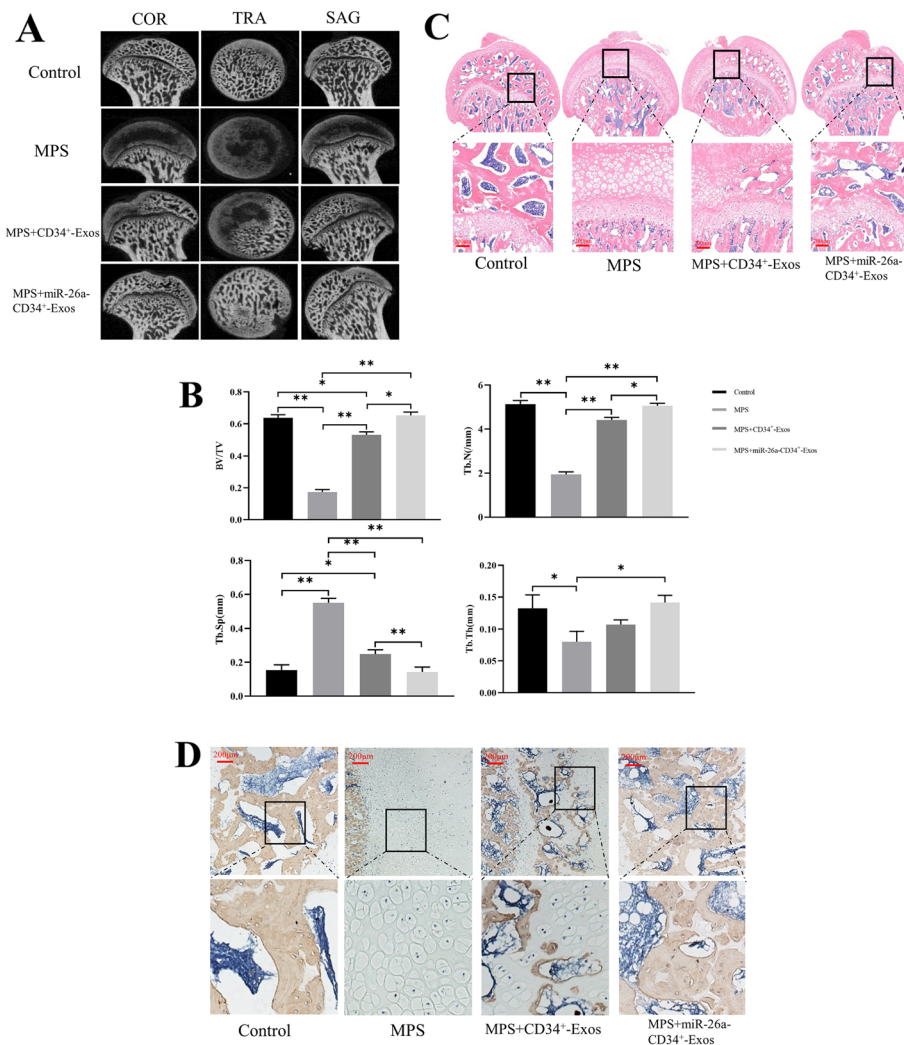 A
COR TRA SAG
Control
MPS
MPS+CD34⁺-Exos
MPS+miR-26a-
CD34⁺-Exos
C
200μm
200μm
200μm
Control MPS MPS+CD34⁺-Exos MPS+miR-26a-
CD34⁺-Exos
B
BV/TV
0.8
0.6
0.4
0.2
0.0
** * ** ** *
Tb.N(/mm)
6
4
2
0
** ** ** *
Control
MPS
MPS+CD34⁺-Exos
MPS+miR-26a-CD34⁺-Exos
Tb.Sp(mm)
0.8
0.6
0.4
0.2
0.0
** ** * ** **
Tb.Th(mm)
0.20
0.15
0.10
0.05
0.00
* *
D
200μm 200μm 200μm 200μm
Control MPS MPS+CD34⁺-Exos MPS+miR-26a-
CD34⁺-Exos